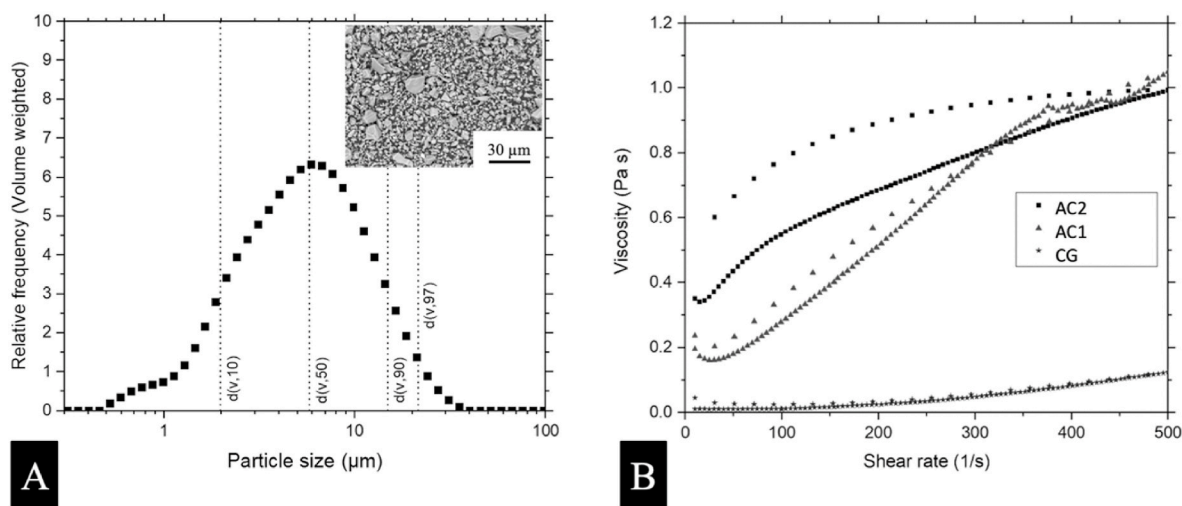 Relative frequency (Volume weighted)
10
9
8
7
6
5
4
3
2
1
0
30 µm
d(v,10)
d(v,50)
d(v,90)
d(v,97)
1
10
100
Particle size (µm)
A
Viscosity (Pa s)
1.2
1.0
0.8
0.6
0.4
0.2
0.0
AC2
AC1
CG
0
100
200
300
400
500
Shear rate (1/s)
B